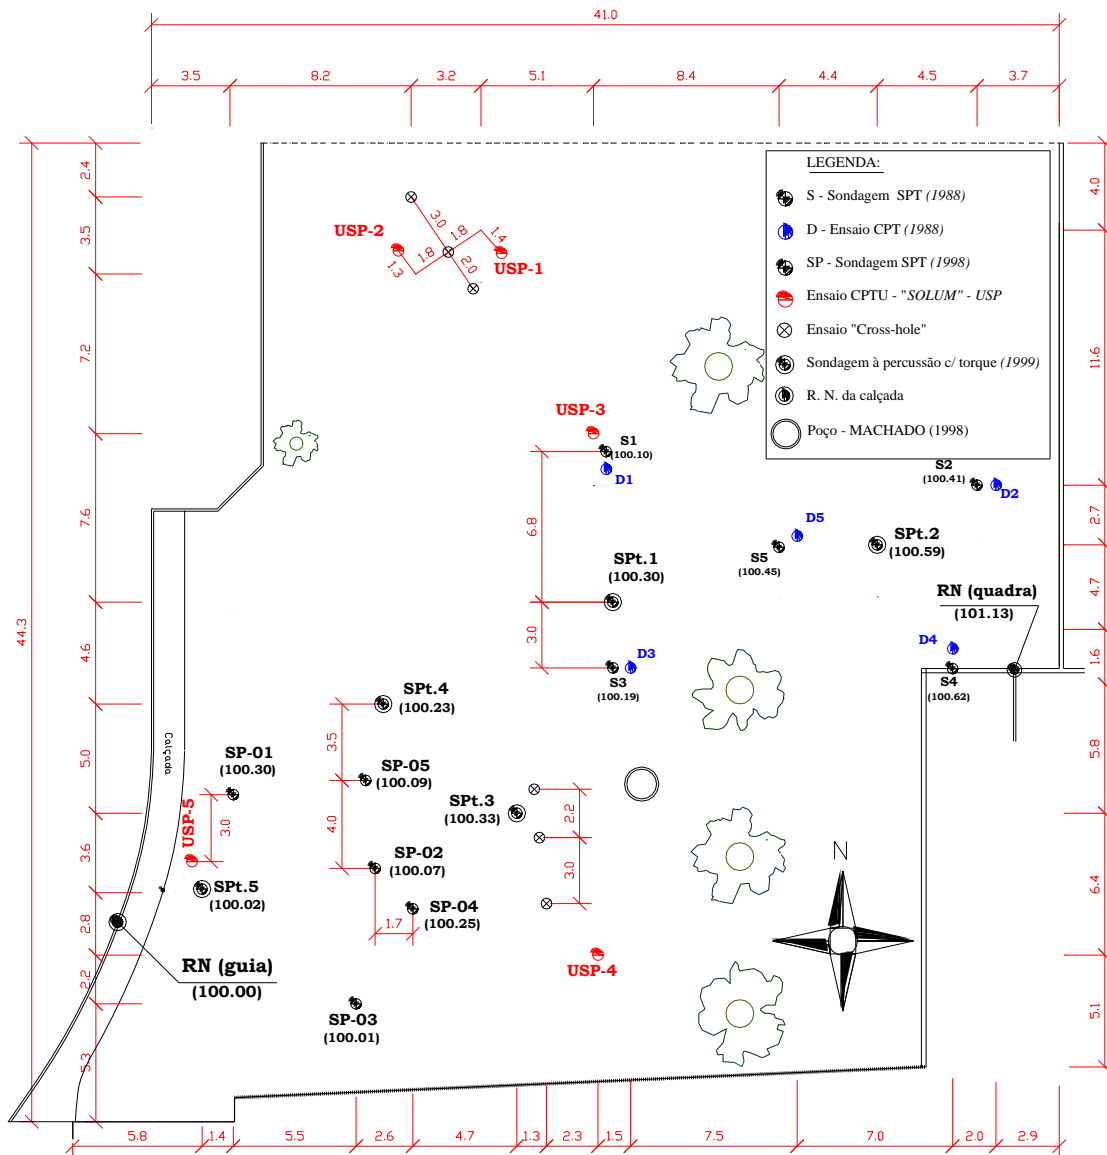 41.0
3.5 8.2 3.2 5.1 8.4 4.4 4.5 3.7
LEGENDA:
S - Sondagem SPT (1988)
D - Ensaio CPT (1988)
SP - Sondagem SPT (1998)
Ensaio CPTU - "SOLUM" - USP
Ensaio "Cross-hole"
Sondagem à percussão c/ torque (1999)
R. N. da calçada
Poço - MACHADO (1998)
44.3
2.4
3.5
7.2
7.6
4.6
5.0
3.6
2.8
2.2
5.3
4.0
11.6
2.7
4.7
1.6
5.8
6.4
5.1
USP-2
3.0
1.8
1.4
1.3
1.8
2.0
USP-1
USP-3
S1
(100.10)
D1
6.8
3.0
S2
(100.41)
D2
D5
S5
(100.45)
SPt.2
(100.59)
SPt.1
(100.30)
RN (quadra)
(101.13)
D3
S3
(100.19)
D4
S4
(100.62)
SPt.4
(100.23)
3.5
4.0
Calçada
SP-01
(100.30)
SP-05
(100.09)
SPt.3
(100.33)
2.2
3.0
USP-5
3.0
SP-02
(100.07)
SPt.5
(100.02)
SP-04
(100.25)
1.7
N
RN (guia)
(100.00)
USP-4
SP-03
(100.01)
5.8 1.4 5.5 2.6 4.7 1.3 2.3 1.5 7.5 7.0 2.0 2.9